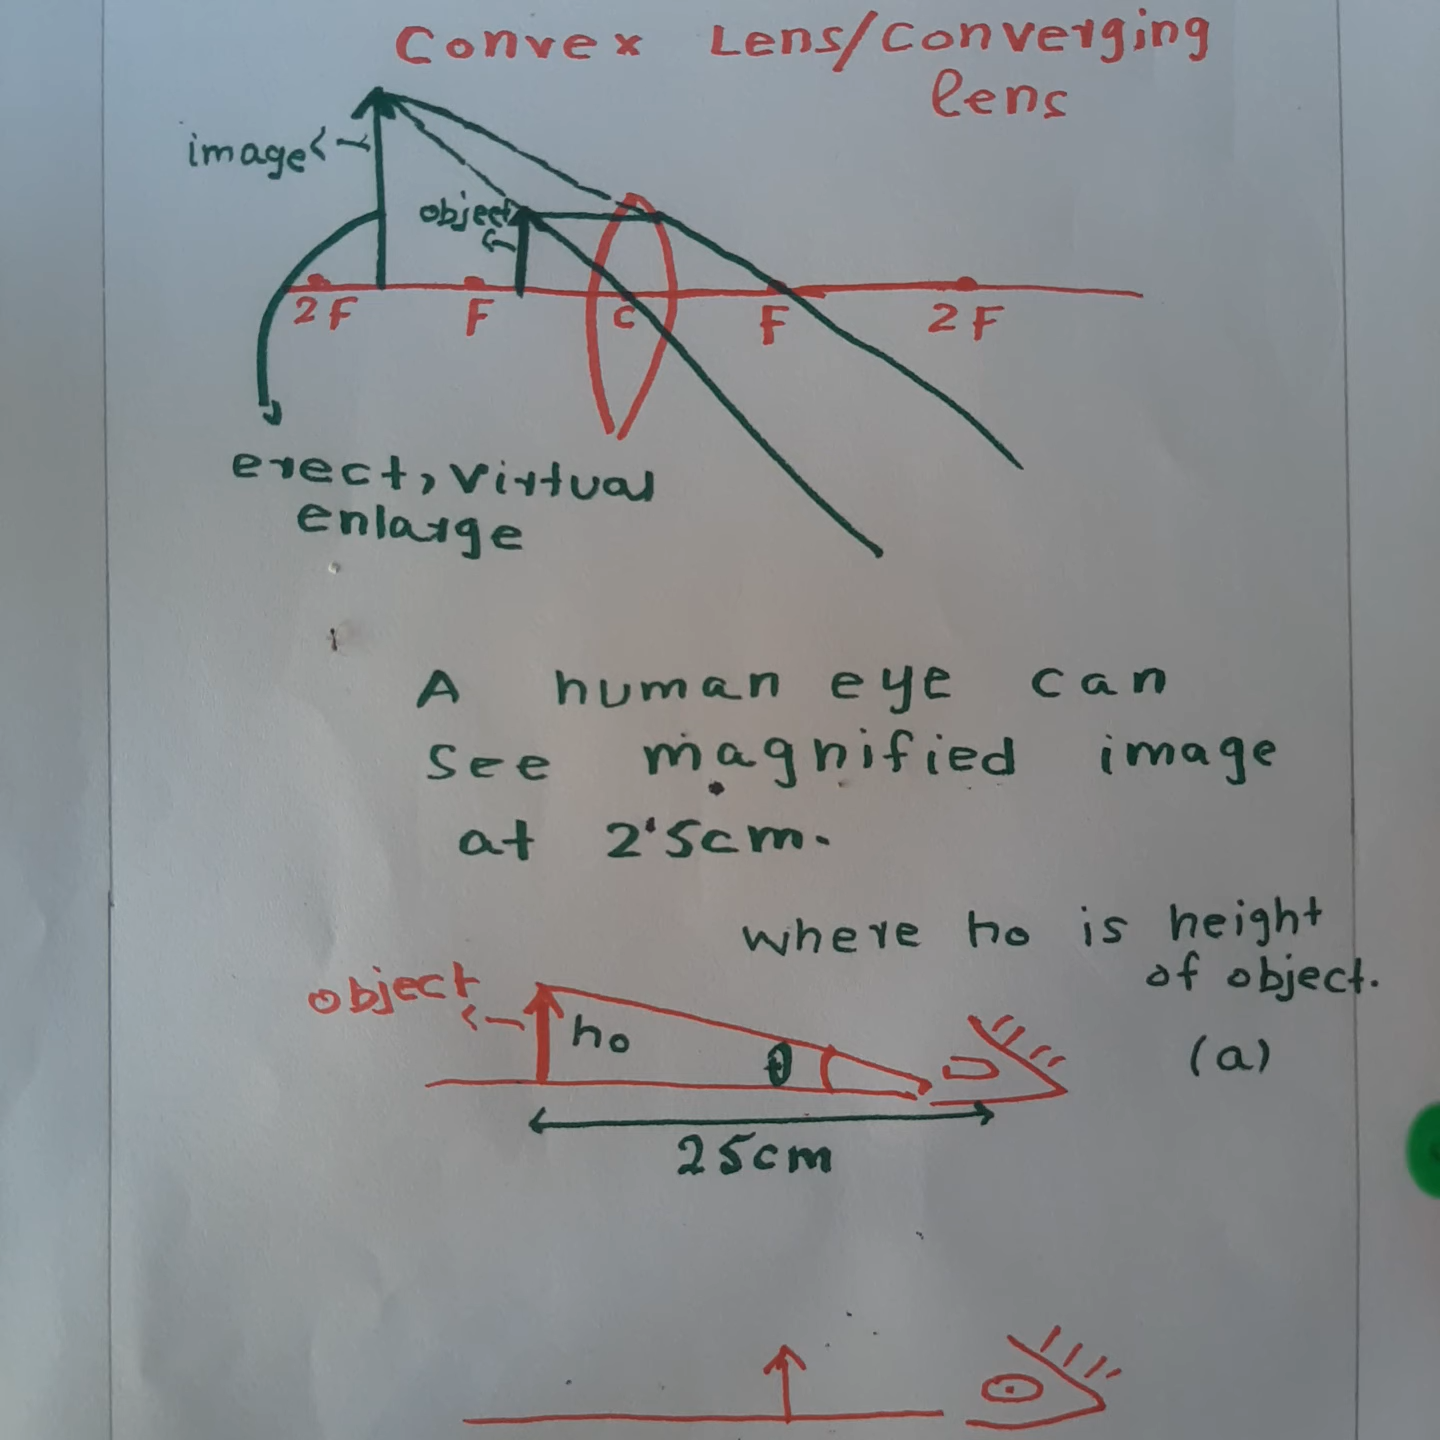 Convex Lens/Converging
lens
image
object
2F F C F 2F
erect, virtual
enlarge
A human eye can
see magnified image
at 2.5cm.
where ho is height
of object.
object
ho θ
(a)
25cm